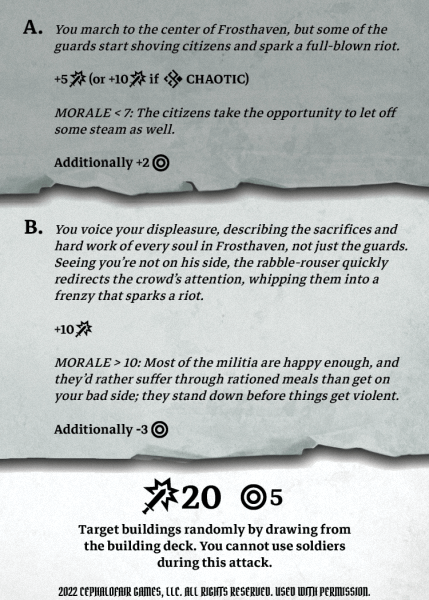 A. You march to the center of Frosthaven, but some of the
guards start shoving citizens and spark a full-blown riot.
+5 (or +10 if CHAOTIC)
MORALE < 7: The citizens take the opportunity to let off
some steam as well.
Additionally +2
B. You voice your displeasure, describing the sacrifices and
hard work of every soul in Frosthaven, not just the guards.
Seeing you're not on his side, the rabble-rouser quickly
redirects the crowd's attention, whipping them into a
frenzy that sparks a riot.
+10
MORALE > 10: Most of the militia are happy enough, and
they'd rather suffer through rationed meals than get on
your bad side; they stand down before things get violent.
Additionally -3
20 5
Target buildings randomly by drawing from
the building deck. You cannot use soldiers
during this attack.
2022 CEPHALOFAIR GAMES, LLC. ALL RIGHTS RESERVED. USED WITH PERMISSION.